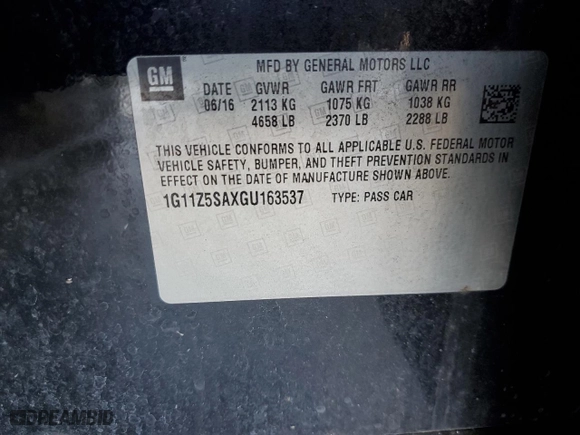 GM
MFD BY GENERAL MOTORS LLC
DATE GVWR GAWR FRT GAWR RR
06/16 2113 KG 1075 KG 1038 KG
4658 LB 2370 LB 2288 LB
THIS VEHICLE CONFORMS TO ALL APPLICABLE U.S. FEDERAL MOTOR
VEHICLE SAFETY, BUMPER, AND THEFT PREVENTION STANDARDS IN
EFFECT ON THE DATE OF MANUFACTURE SHOWN ABOVE.
1G11Z5SAXGU163537 TYPE: PASS CAR
DREAMBID